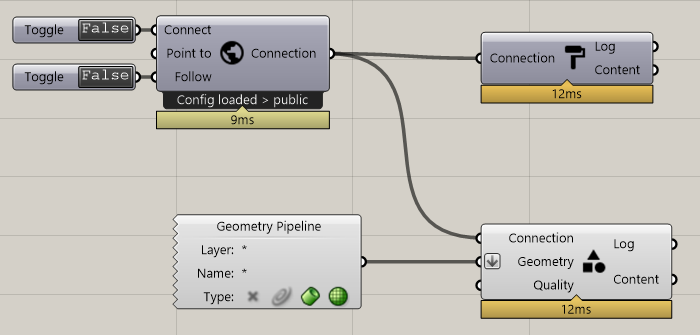 Toggle False
Toggle False
Connect
Point to
Follow
Connection
Config loaded > public
9ms
Connection
Log
Content
12ms
Geometry Pipeline
Layer: *
Name: *
Type:
Connection
Geometry
Quality
Log
Content
12ms